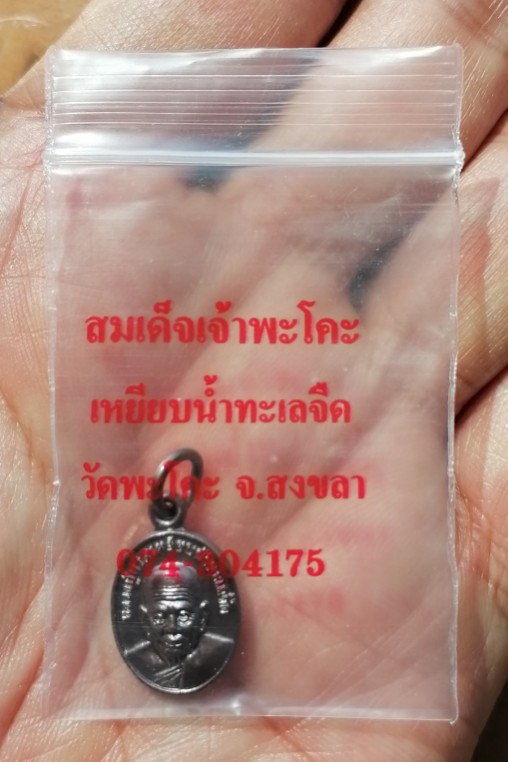 สมเด็จเจ้าพะโคะ
เหยียบน้ำทะเลจืด
วัดพะโคะ จ.สงขลา
074-304175